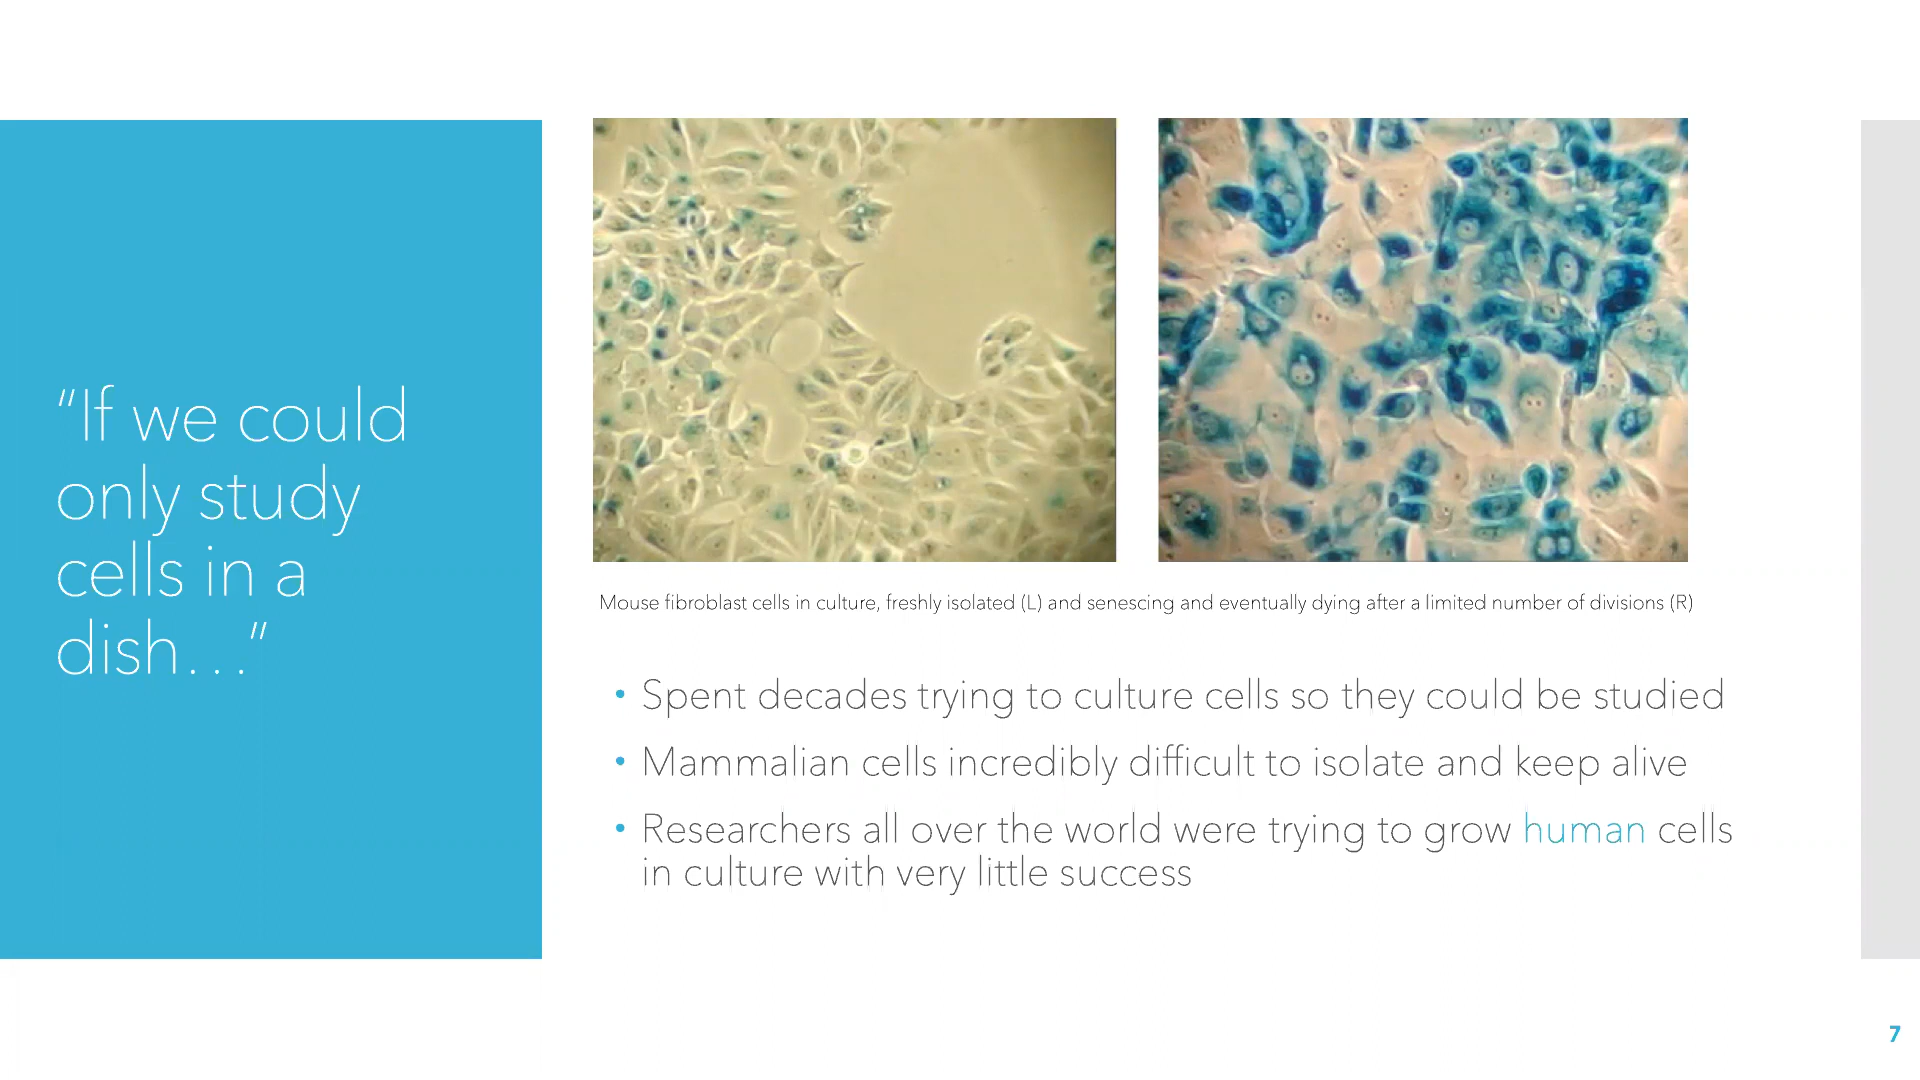 “If we could
only study
cells in a
dish…”
Mouse fibroblast cells in culture, freshly isolated (L) and senescing and eventually dying after a limited number of divisions (R)
• Spent decades trying to culture cells so they could be studied
• Mammalian cells incredibly difficult to isolate and keep alive
• Researchers all over the world were trying to grow human cells
in culture with very little success
7